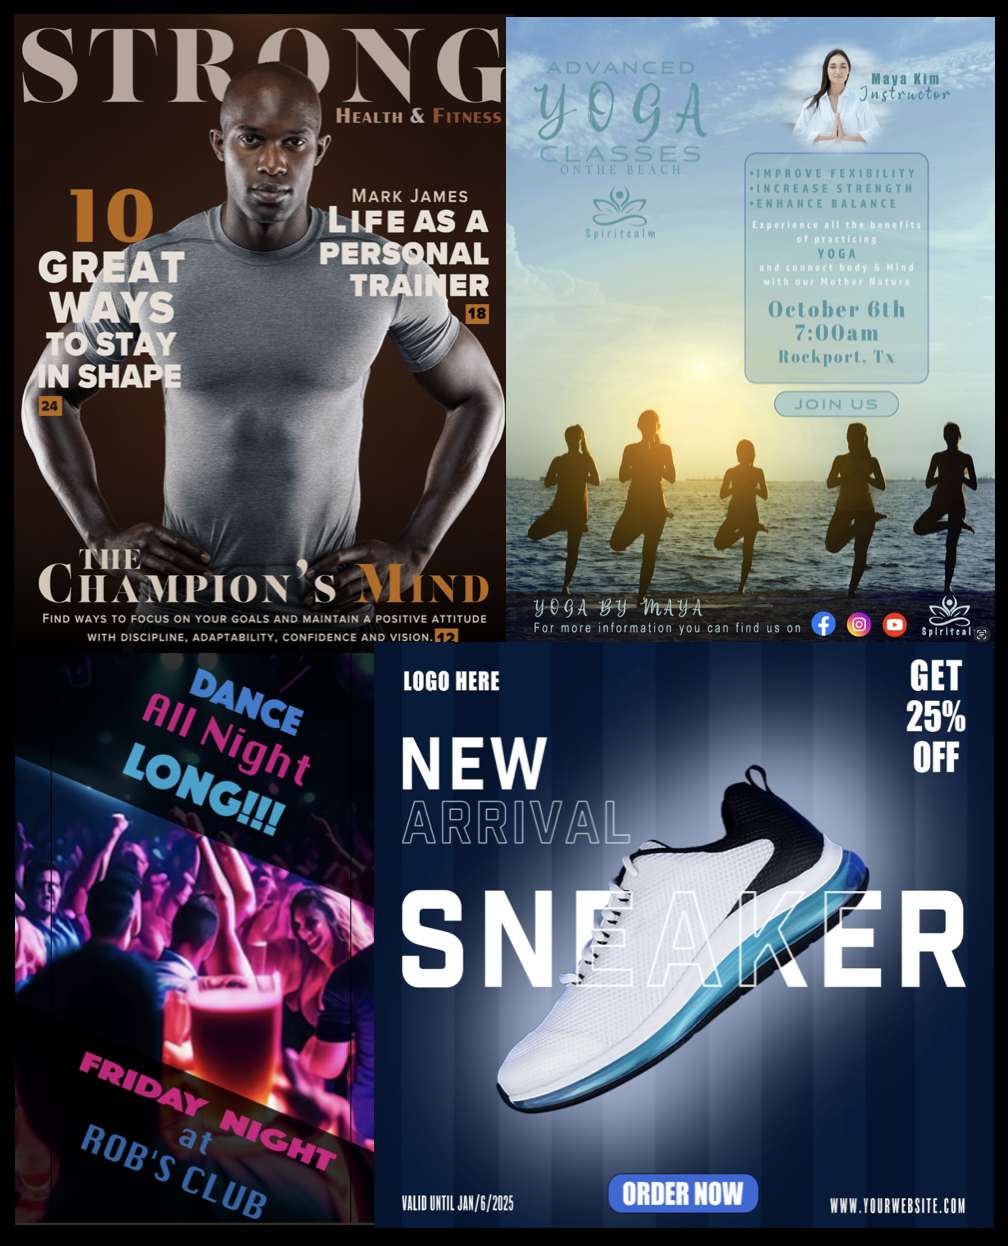 STRONG
HEALTH & FITNESS
10
GREAT
WAYS
TO STAY
IN SHAPE
24
MARK JAMES
LIFE AS A
PERSONAL
TRAINER
18
THE
CHAMPION'S MIND
FIND WAYS TO FOCUS ON YOUR GOALS AND MAINTAIN A POSITIVE ATTITUDE
WITH DISCIPLINE, ADAPTABILITY, CONFIDENCE AND VISION. 12
ADVANCED
YOGA
CLASSES
ON THE BEACH
Spiritealm
Maya Kim
Instructor
•IMPROVE FEXIBILITY
•INCREASE STRENGTH
•ENHANCE BALANCE
Experience all the benefits
of practicing
YOGA
and connect body & Mind
with our Mother Nature
October 6th
7:00am
Rockport, Tx
JOIN US
YOGA BY MAYA
For more information you can find us on
Spiriteal
DANCE
All Night
LONG!!!
FRIDAY NIGHT
at
ROB'S CLUB
LOGO HERE
GET
25%
OFF
NEW
ARRIVAL
SNEAKER
VALID UNTIL JAN/6/2025
ORDER NOW
WWW.YOURWEBSITE.COM